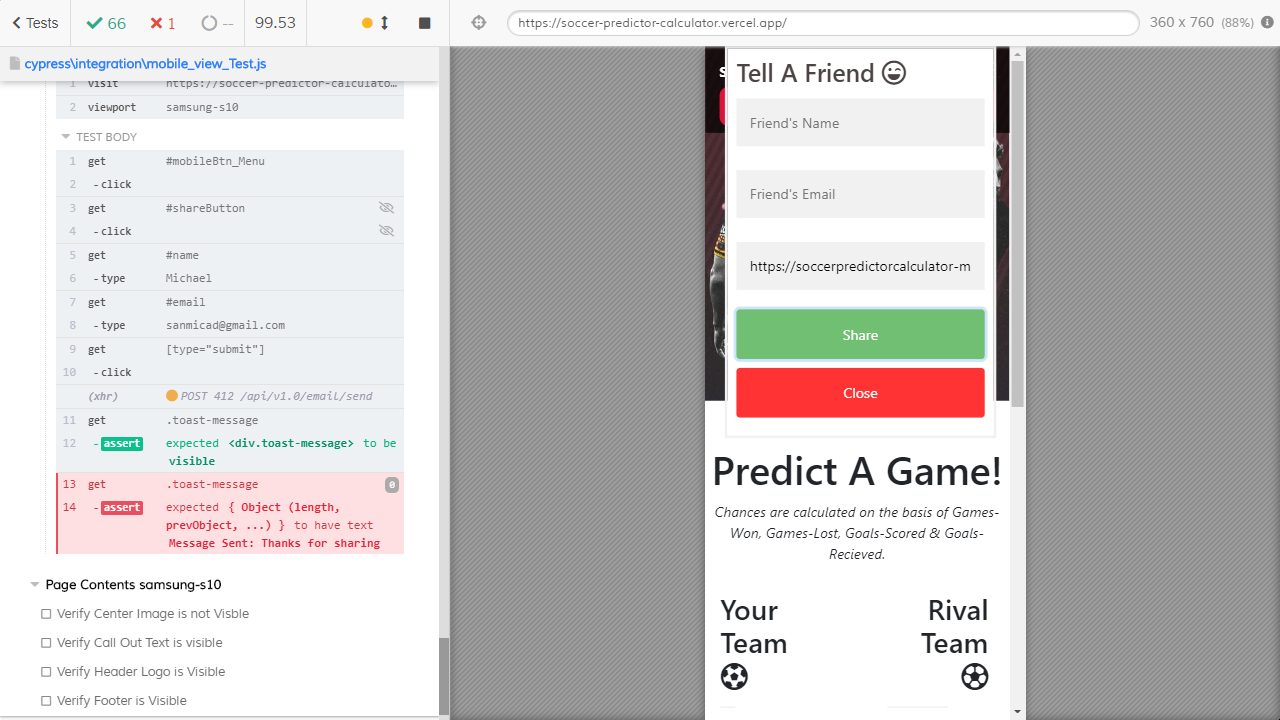 Tests
66
1
--
99.53
https://soccer-predictor-calculator.vercel.app/
360 x 760 (88%)
cypress\integration\mobile_view_Test.js
1 visit https://soccer-predictor-calculato…
2 viewport samsung-s10
TEST BODY
1 get #mobileBtn_Menu
2 -click
3 get #shareButton
4 -click
5 get #name
6 -type Michael
7 get #email
8 -type sanmicad@gmail.com
9 get [type="submit"]
10 -click
(xhr) POST 412 /api/v1.0/email/send
11 get .toast-message
12 -assert expected <div.toast-message> to be
visible
13 get .toast-message 0
14 -assert expected { Object (length,
prevObject, ...) } to have text
Message Sent: Thanks for sharing
Page Contents samsung-s10
Verify Center Image is not Visble
Verify Call Out Text is visible
Verify Header Logo is Visible
Verify Footer is Visible
Tell A Friend
Friend's Name
Friend's Email
https://soccerpredictorcalculator-m
Share
Close
Predict A Game!
Chances are calculated on the basis of Games-
Won, Games-Lost, Goals-Scored & Goals-
Recieved.
Your
Team
Rival
Team